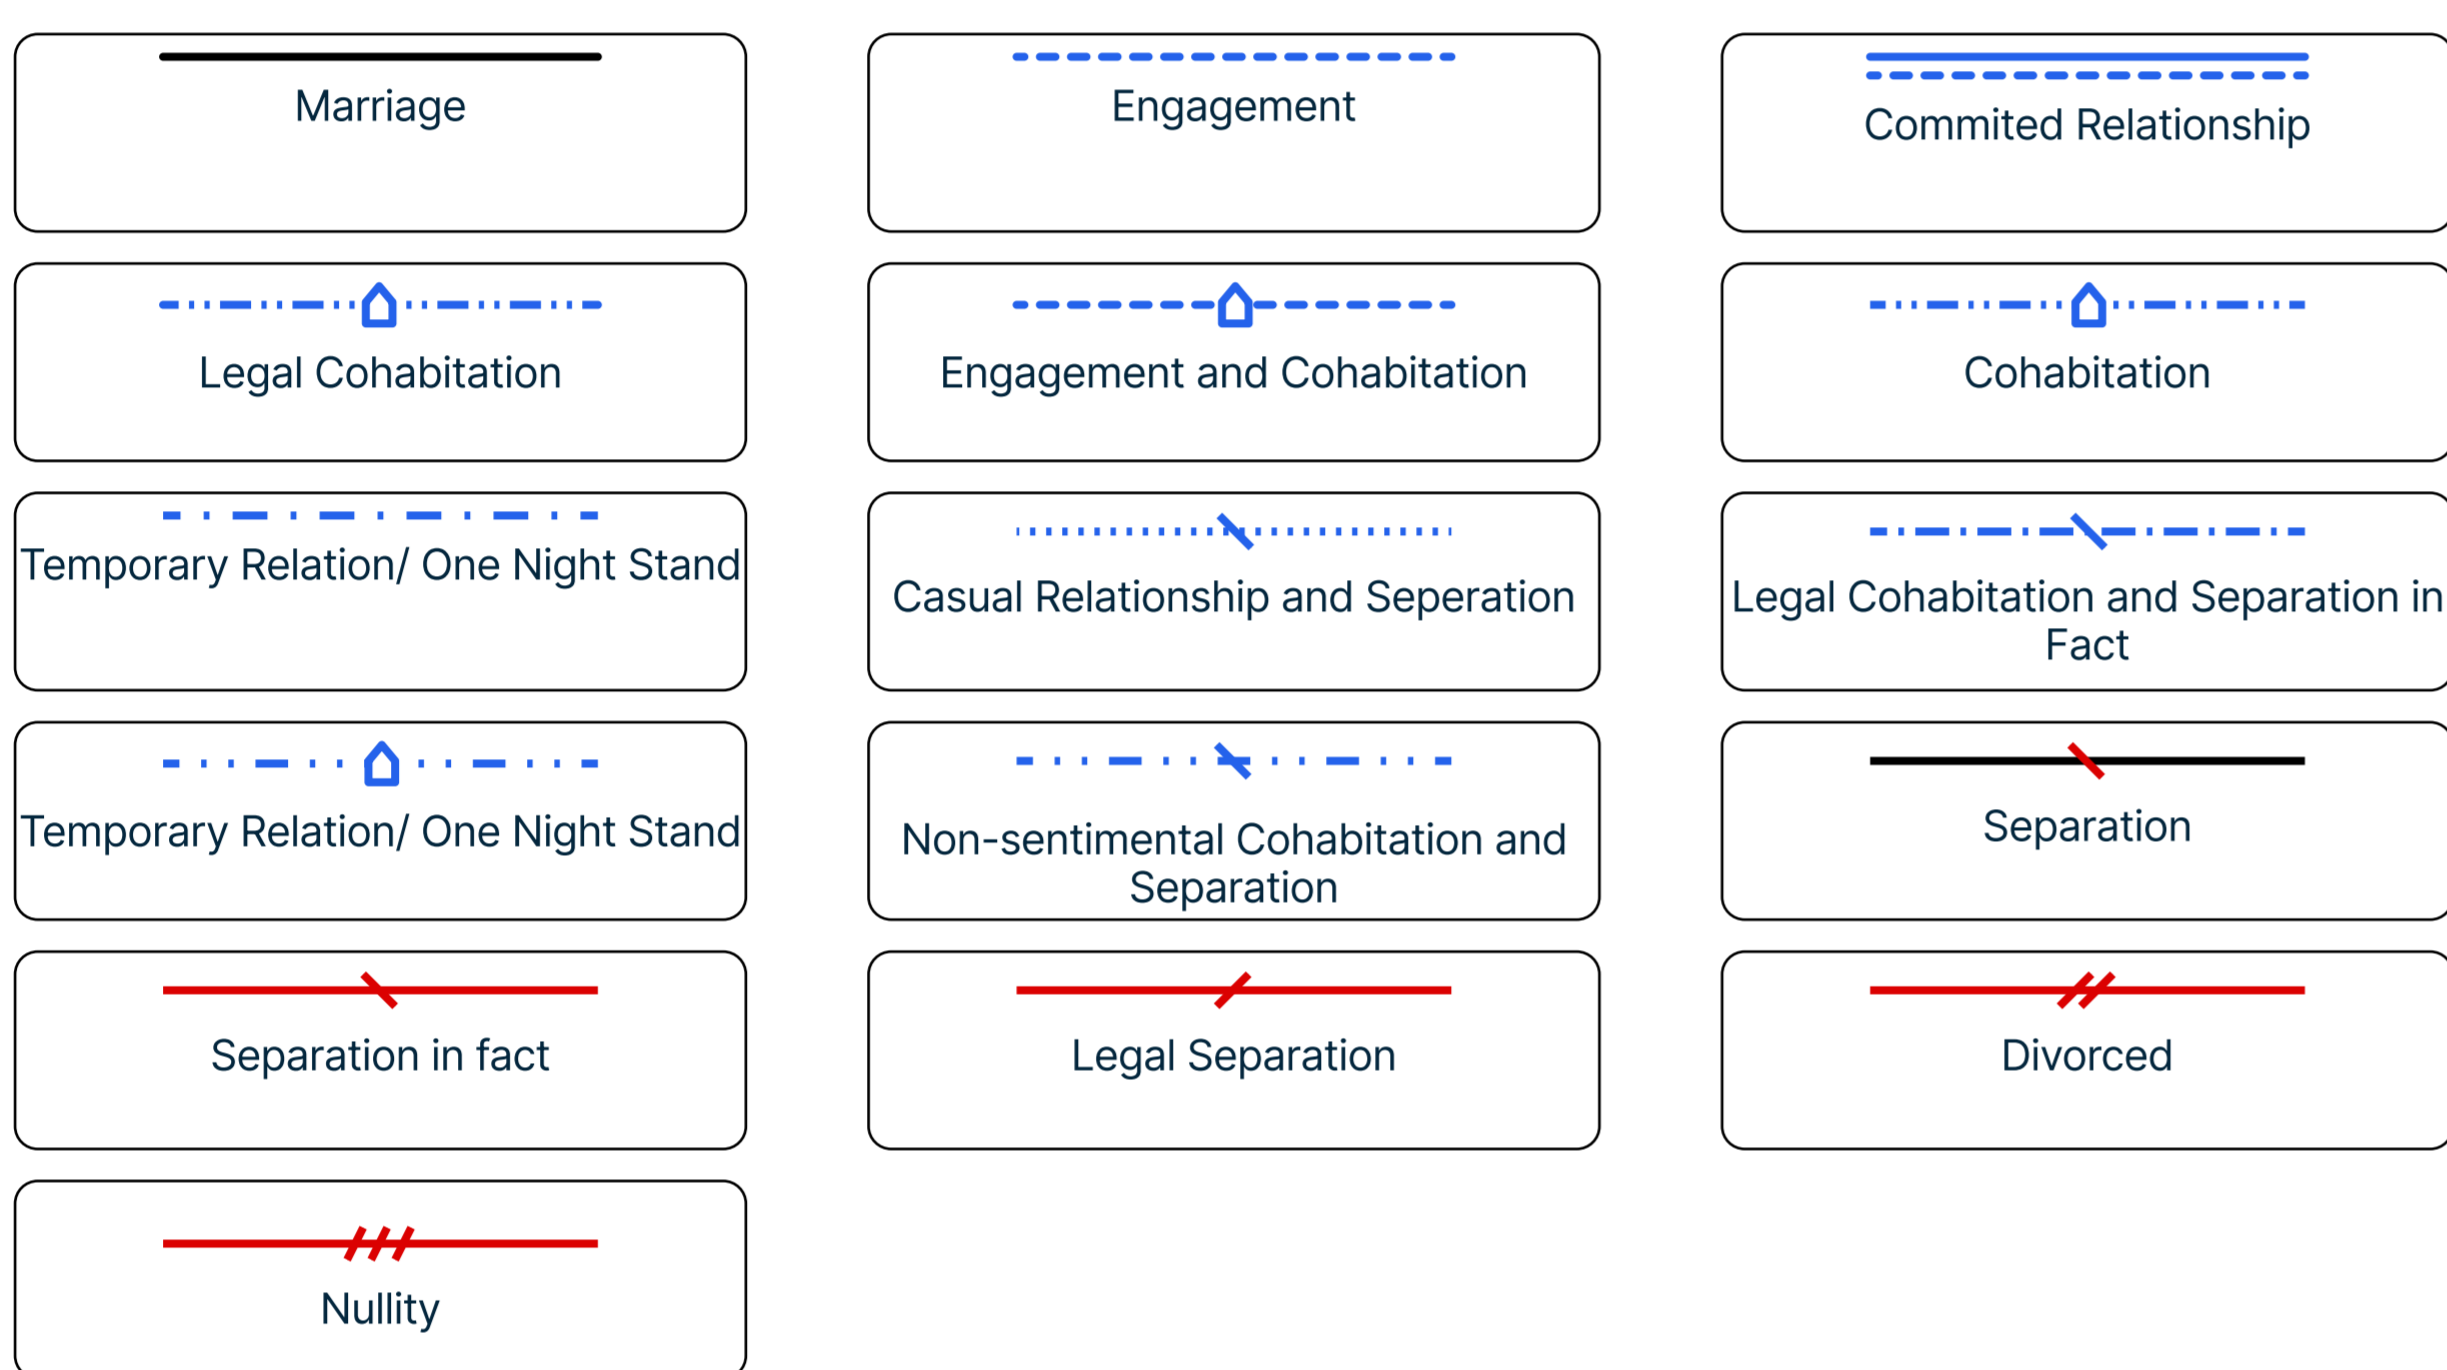 Marriage
Engagement
Commited Relationship
Legal Cohabitation
Engagement and Cohabitation
Cohabitation
Temporary Relation/ One Night Stand
Casual Relationship and Seperation
Legal Cohabitation and Separation in
Fact
Temporary Relation/ One Night Stand
Non-sentimental Cohabitation and
Separation
Separation
Separation in fact
Legal Separation
Divorced
Nullity